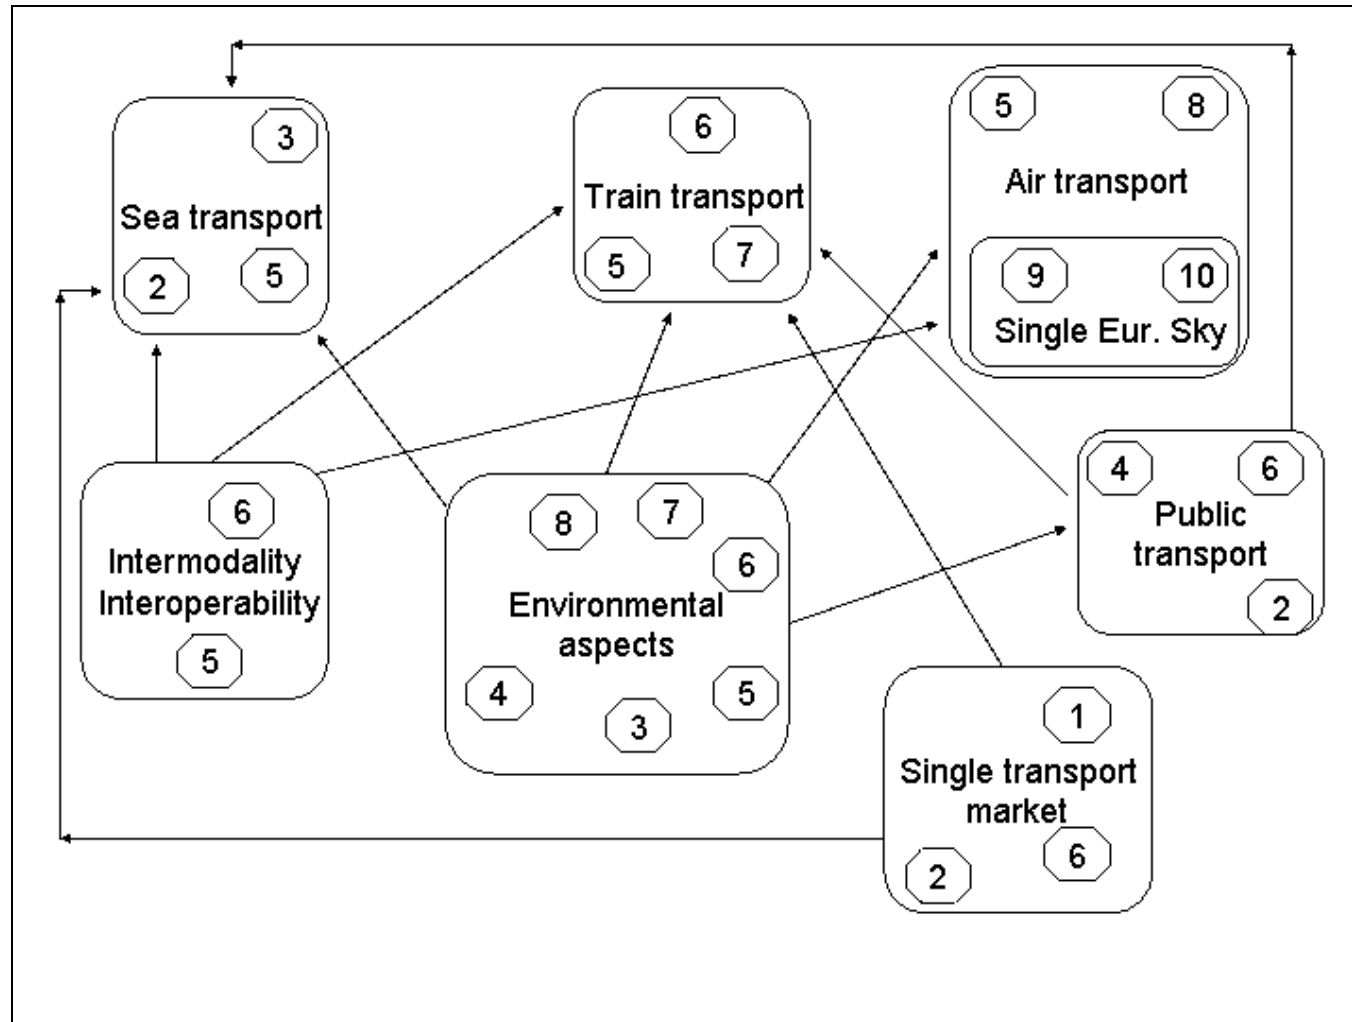 3
Sea transport
2
5
6
Train transport
5
7
5
8
Air transport
9
10
Single Eur. Sky
6
Intermodality
Interoperability
5
8
7
6
Environmental
aspects
4
3
5
4
6
Public
transport
2
1
Single transport
market
2
6